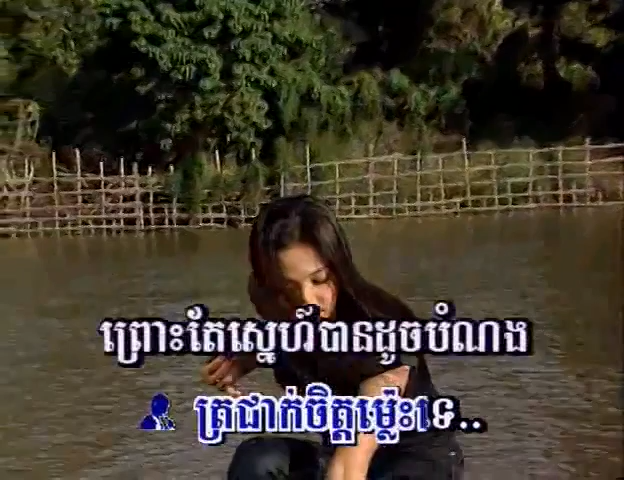 ព្រោះតែស្នេហ៍បានដូចបំណង
ត្រជាក់ចិត្តម្ល៉េះទេ..